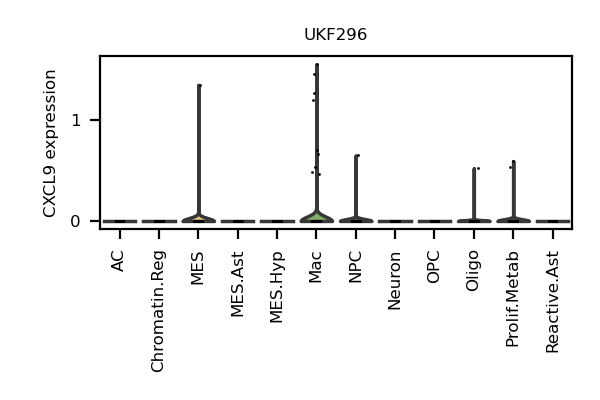 UKF296
CXCL9 expression
1
0
AC
Chromatin.Reg
MES
MES.Ast
MES.Hyp
Mac
NPC
Neuron
OPC
Oligo
Prolif.Metab
Reactive.Ast